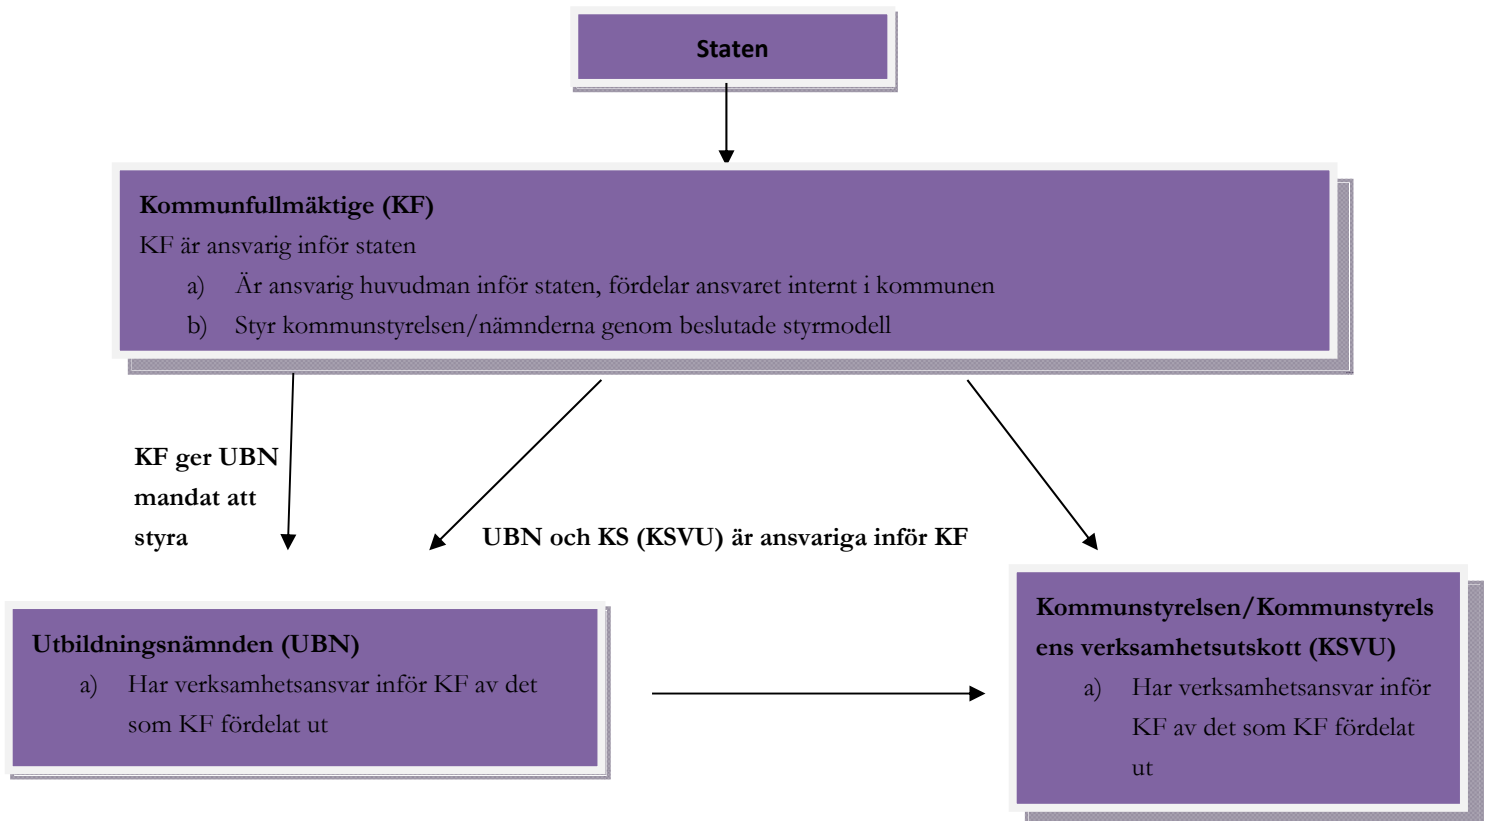 Staten
Kommunfullmäktige (KF)
KF är ansvarig inför staten
a) Är ansvarig huvudman inför staten, fördelar ansvaret internt i kommunen
b) Styr kommunstyrelsen/nämnderna genom beslutade styrmodell
KF ger UBN
mandat att
styra
UBN och KS (KSVU) är ansvariga inför KF
Utbildningsnämnden (UBN)
a) Har verksamhetsansvar inför KF av det
som KF fördelat ut
Kommunstyrelsen/Kommunstyrels
ens verksamhetsutskott (KSVU)
a) Har verksamhetsansvar inför
KF av det som KF fördelat
ut